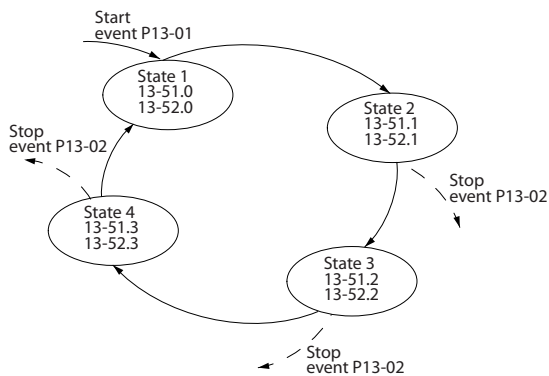 Start
event P13-01
State 1
13-51.0
13-52.0
State 2
13-51.1
13-52.1
Stop
event P13-02
Stop
event P13-02
State 4
13-51.3
13-52.3
State 3
13-51.2
13-52.2
Stop
event P13-02